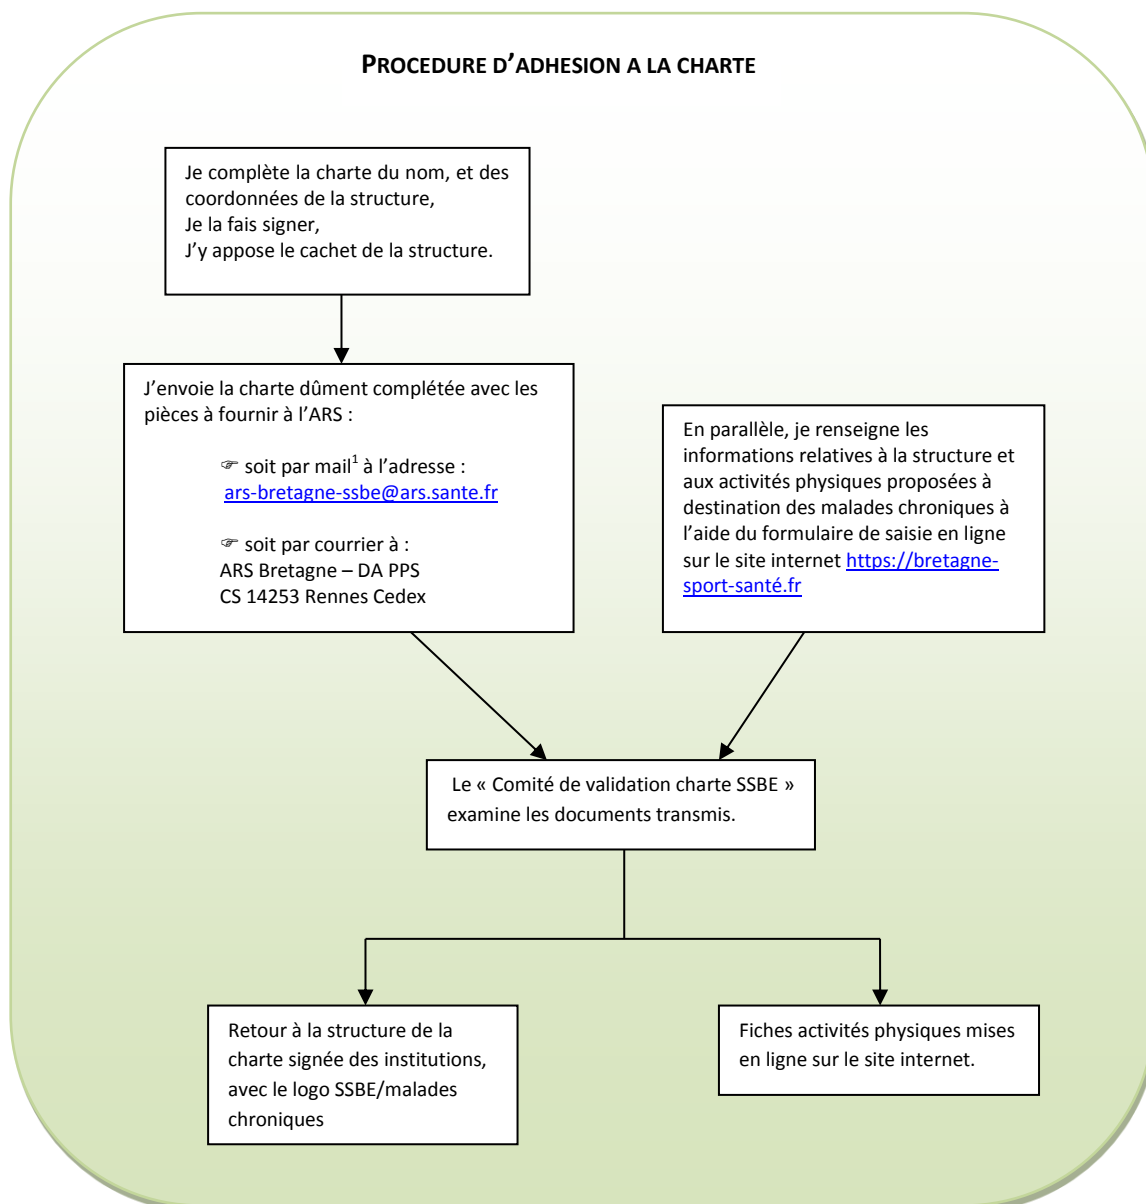 PROCEDURE D'ADHESION A LA CHARTE
Je complète la charte du nom, et des
coordonnées de la structure,
Je la fais signer,
J'y appose le cachet de la structure.
J'envoie la charte dûment complétée avec les
pièces à fournir à l'ARS :
☞ soit par mail¹ à l'adresse :
ars-bretagne-ssbe@ars.sante.fr
☞ soit par courrier à :
ARS Bretagne – DA PPS
CS 14253 Rennes Cedex
En parallèle, je renseigne les
informations relatives à la structure et
aux activités physiques proposées à
destination des malades chroniques à
l'aide du formulaire de saisie en ligne
sur le site internet https://bretagne-
sport-santé.fr
Le « Comité de validation charte SSBE »
examine les documents transmis.
Retour à la structure de la
charte signée des institutions,
avec le logo SSBE/malades
chroniques
Fiches activités physiques mises
en ligne sur le site internet.